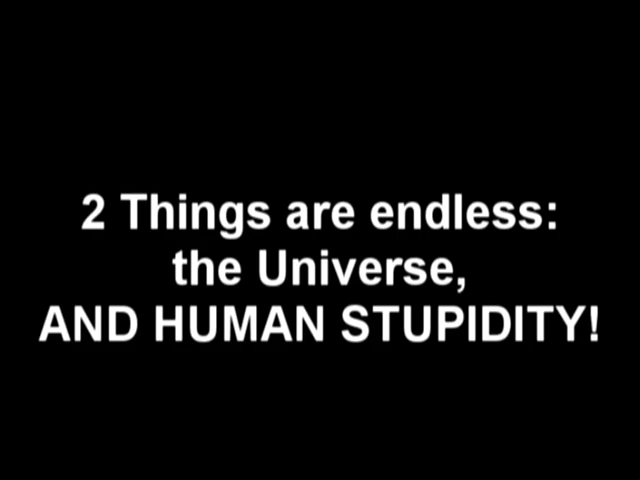 2 Things are endless:
the Universe,
AND HUMAN STUPIDITY!